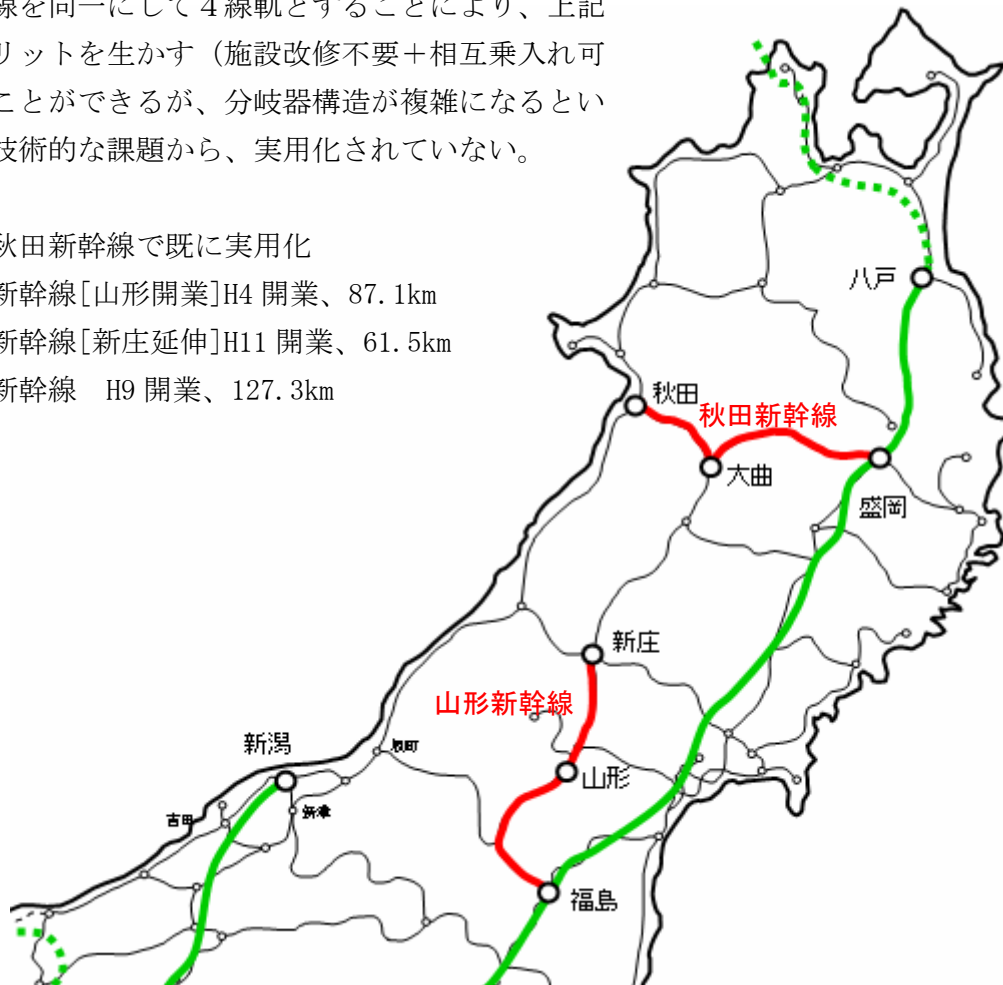 線を同一にして４線軌とすることにより、上記
リットを生かす（施設改修不要＋相互乗入れ可
ことができるが、分岐器構造が複雑になるとい
技術的な課題から、実用化されていない。
秋田新幹線で既に実用化
新幹線[山形開業]H4 開業、87.1km
新幹線[新庄延伸]H11 開業、61.5km
新幹線　H9 開業、127.3km
八戸
秋田
秋田新幹線
大曲
盛岡
新庄
山形新幹線
新潟
山形
吉田
新津
福島